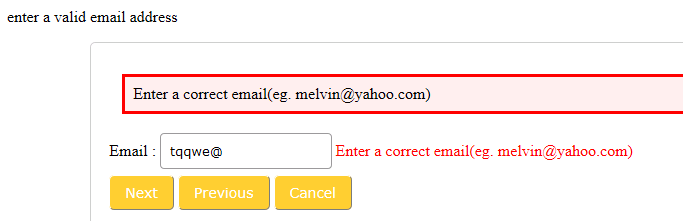 enter a valid email address
Enter a correct email(eg. melvin@yahoo.com)
Email : tqqwe@ Enter a correct email(eg. melvin@yahoo.com)
Next Previous Cancel